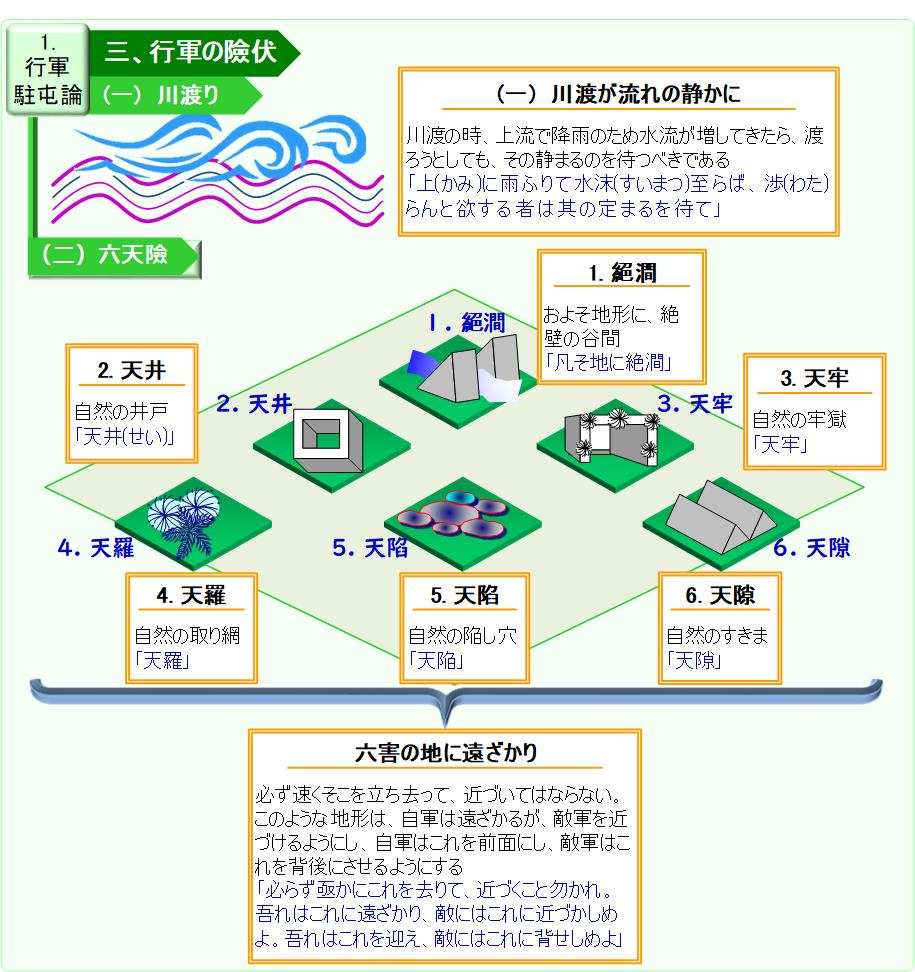 1.
行軍
駐屯論
三、行軍の險伏
(一) 川渡り
(一) 川渡が流れの静かに
川渡の時、上流で降雨のため水流が増してきたら、渡
ろうとしても、その静まるのを待つべきである
「上(かみ)に雨ふりて水沫(すいまつ)至らば、渉(わた)
らんと欲する者は其の定まるを待て」
(二) 六天險
1. 絕澗
およそ地形に、絶
壁の谷間
「凡そ地に絶澗」
1. 絕澗
2. 天井
自然の井戸
「天井(せい)」
2. 天井
3. 天牢
自然の牢獄
「天牢」
3. 天牢
4. 天羅
5. 天陷
6. 天隙
4. 天羅
自然の取り網
「天羅」
5. 天陷
自然の陥し穴
「天陥」
6. 天隙
自然のすきま
「天隙」
六害の地に遠ざかり
必ず速くそこを立ち去って、近づいてはならない。
このような地形は、自軍は遠ざかるが、敵軍を近
づけるようにし、自軍はこれを前面にし、敵軍はこ
れを背後にさせるようにする
「必らず亟かにこれを去りて、近づくこと勿かれ。
吾れはこれに遠ざかり、敵にはこれに近づかしめ
よ。吾れはこれを迎え、敵にはこれに背せしめよ」